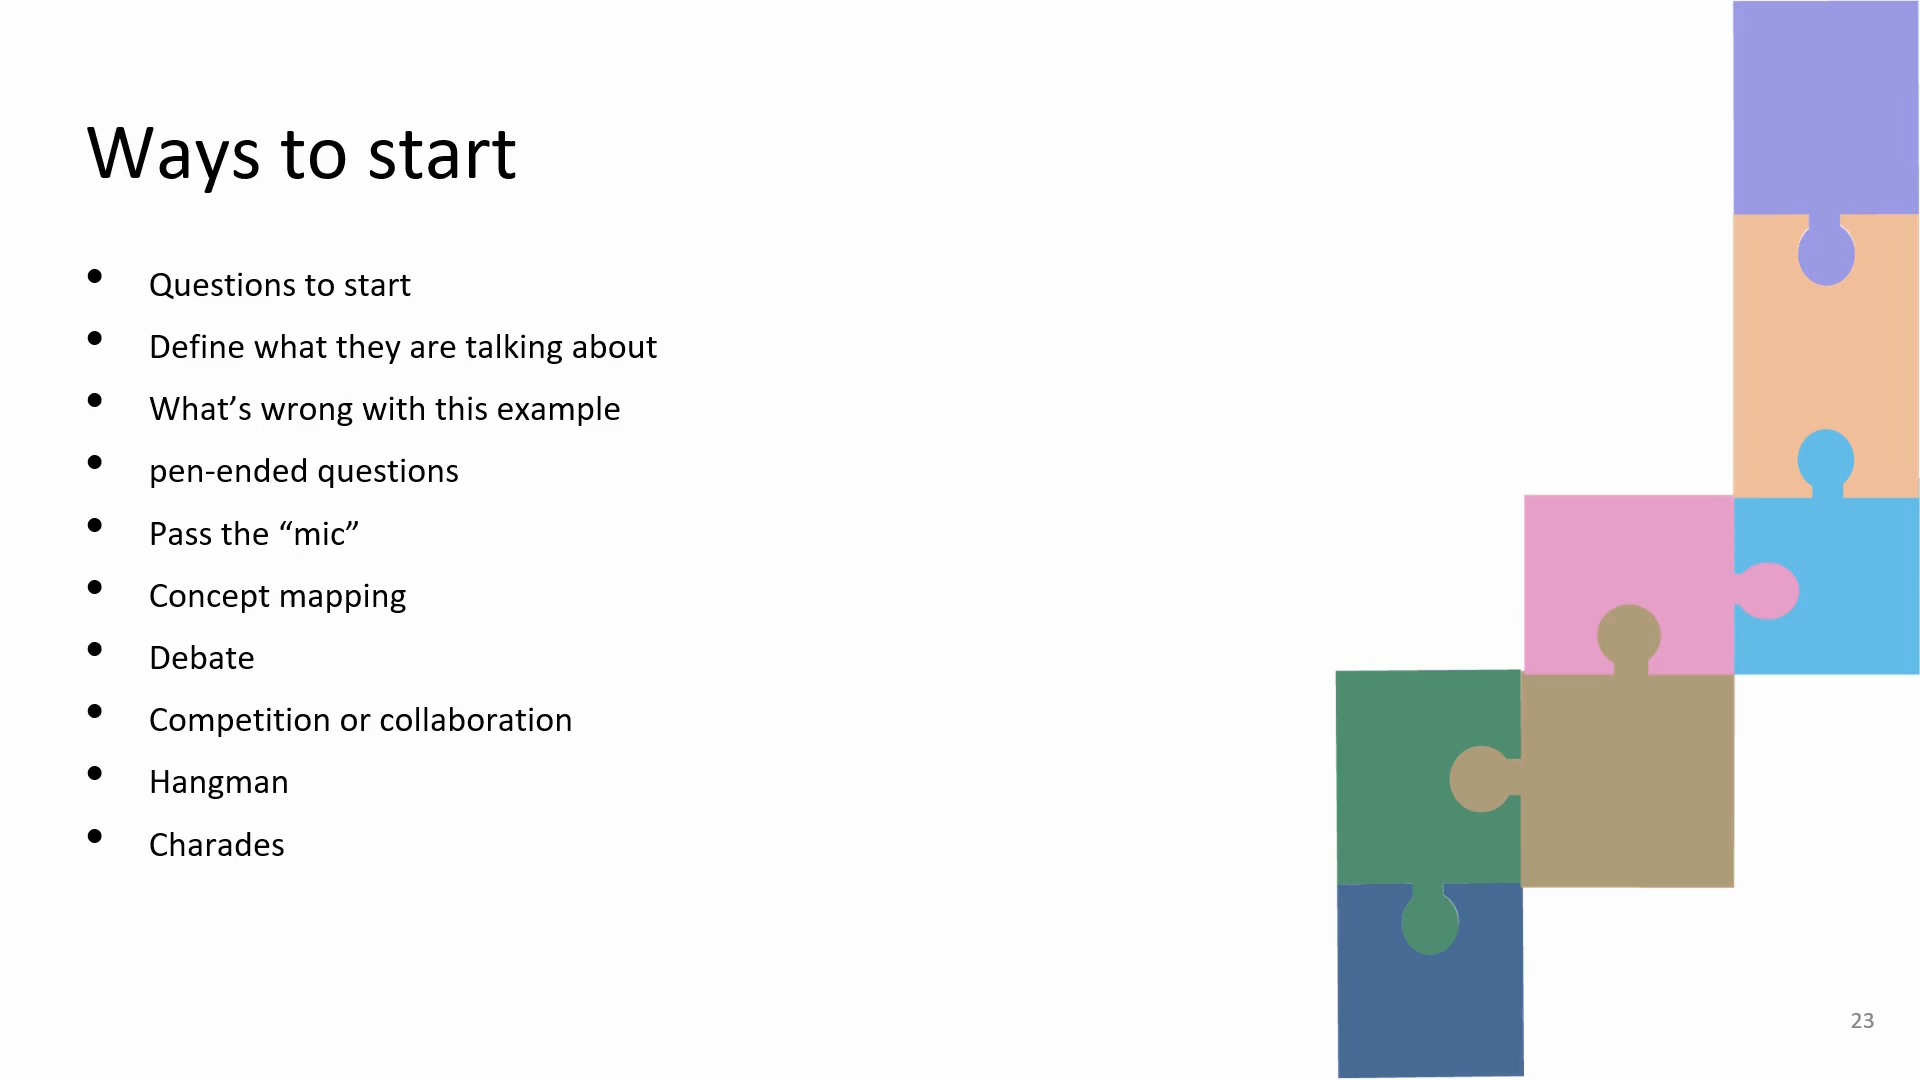 Ways to start
• Questions to start
• Define what they are talking about
• What’s wrong with this example
• pen-ended questions
• Pass the “mic”
• Concept mapping
• Debate
• Competition or collaboration
• Hangman
• Charades
23